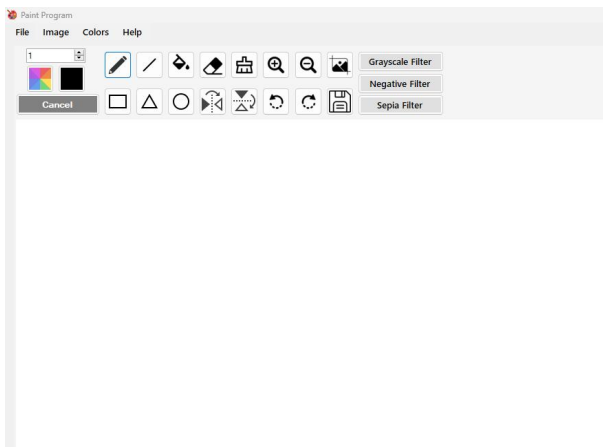 Paint Program
File Image Colors Help
1
Grayscale Filter
Negative Filter
Cancel
Sepia Filter